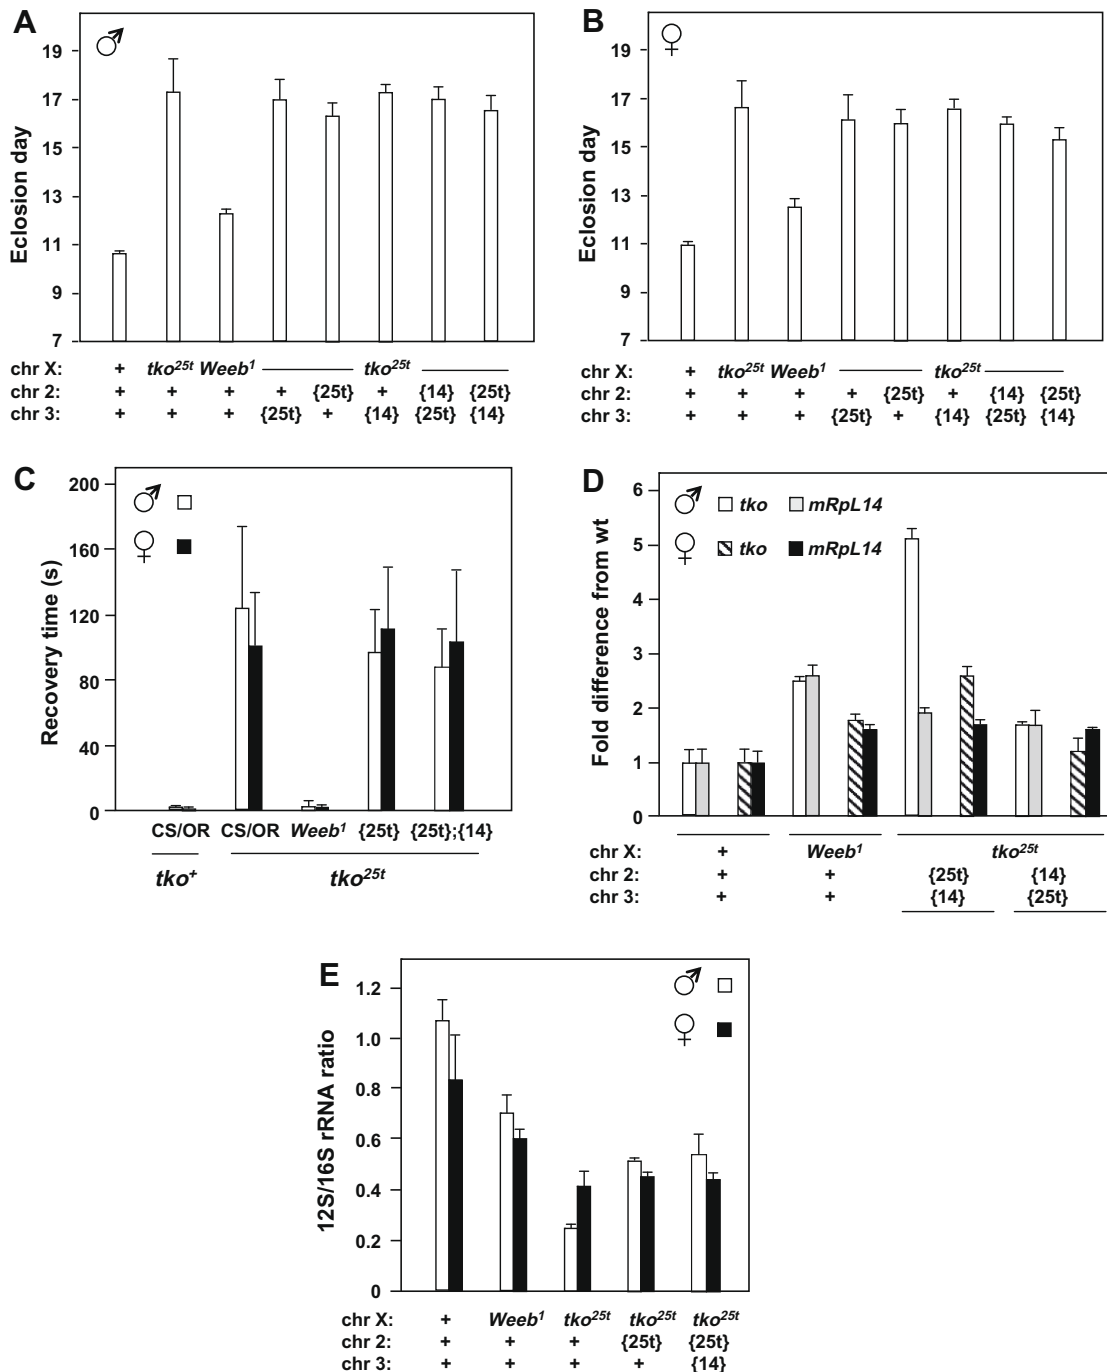 A
♂
Eclosion day
19
17
15
13
11
9
7
chr X: + tko25t Weeb1 tko25t
chr 2: + + + + {25t} + {14} {25t}
chr 3: + + + {25t} + {14} {25t} {14}
B
♀
Eclosion day
19
17
15
13
11
9
7
chr X: + tko25t Weeb1 tko25t
chr 2: + + + + {25t} + {14} {25t}
chr 3: + + + {25t} + {14} {25t} {14}
C
♂
♀
Recovery time (s)
200
160
120
80
40
0
CS/OR CS/OR Weeb1 {25t} {25t};{14}
tko+ tko25t
D
♂ tko mRpL14
♀ tko mRpL14
Fold difference from wt
6
5
4
3
2
1
0
chr X: + Weeb1 tko25t
chr 2: + + {25t} {14}
chr 3: + + {14} {25t}
E
♂
♀
12S/16S rRNA ratio
1.2
1.0
0.8
0.6
0.4
0.2
0
chr X: + Weeb1 tko25t tko25t tko25t
chr 2: + + + {25t} {25t}
chr 3: + + + + {14}